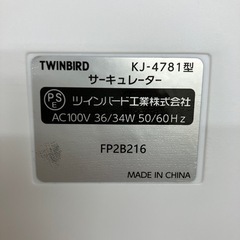 TWINBIRD KJ-4781型
サーキュレーター
PS
E ツインバード工業株式会社
AC100V 36/34W 50/60Hz
FP2B216
MADE IN CHINA